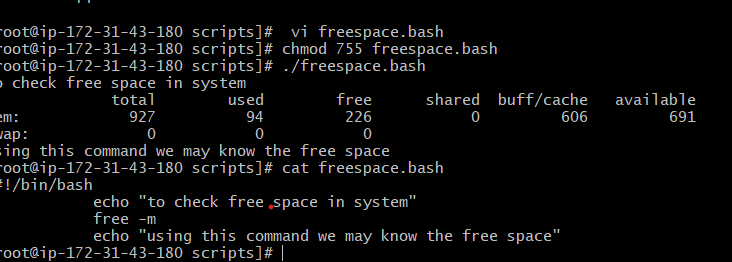 root@ip-172-31-43-180 scripts]#  vi freespace.bash
root@ip-172-31-43-180 scripts]# chmod 755 freespace.bash
root@ip-172-31-43-180 scripts]# ./freespace.bash
o check free space in system
total used free shared buff/cache available
em: 927 94 226 0 606 691
wap: 0 0 0
sing this command we may know the free space
root@ip-172-31-43-180 scripts]# cat freespace.bash
#!/bin/bash
echo "to check free space in system"
free -m
echo "using this command we may know the free space"
root@ip-172-31-43-180 scripts]#